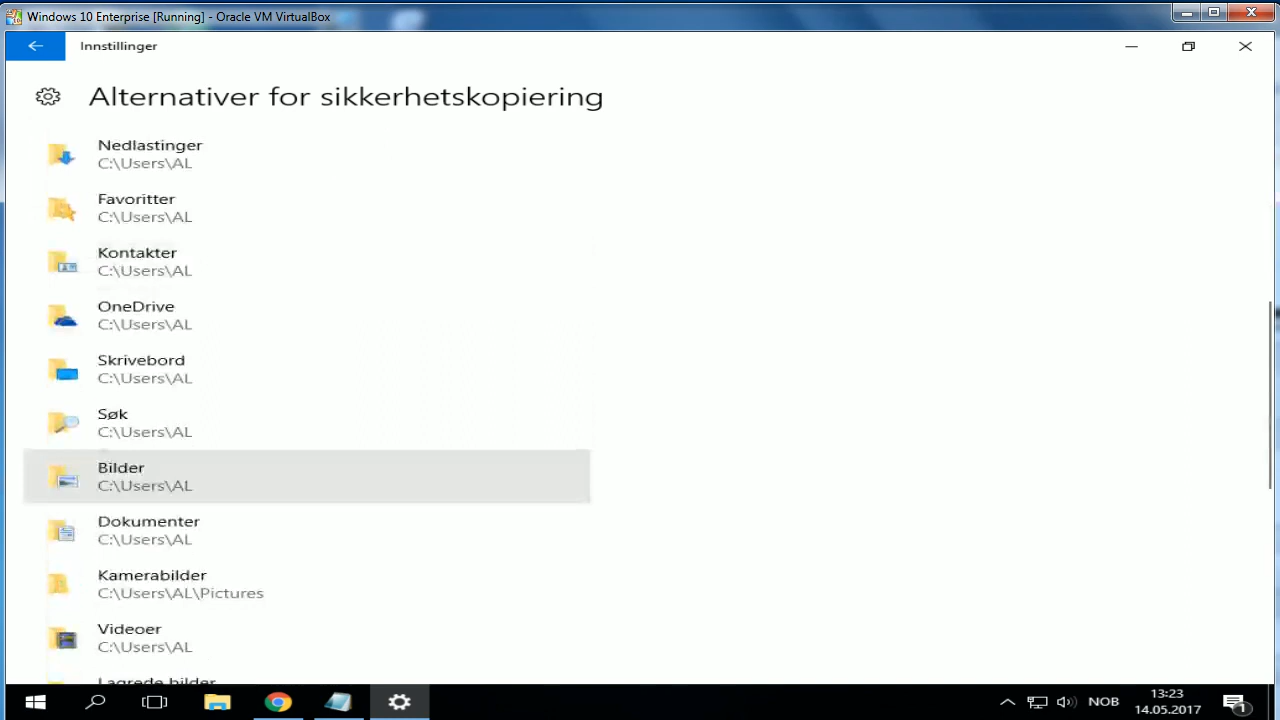 Windows 10 Enterprise [Running] - Oracle VM VirtualBox
Innstillinger
Alternativer for sikkerhetskopiering
Nedlastinger
C:\Users\AL
Favoritter
C:\Users\AL
Kontakter
C:\Users\AL
OneDrive
C:\Users\AL
Skrivebord
C:\Users\AL
Søk
C:\Users\AL
Bilder
C:\Users\AL
Dokumenter
C:\Users\AL
Kamerabilder
C:\Users\AL\Pictures
Videoer
C:\Users\AL
Lagrede bilder
NOB
13:23
14.05.2017
1